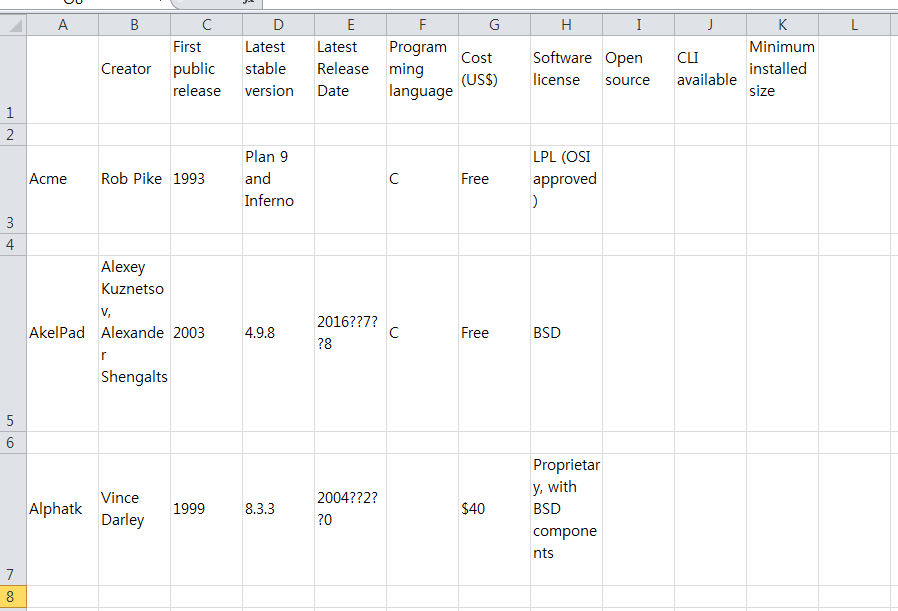 A B C D E F G H I J K L
1 Creator First public release Latest stable version Latest Release Date Programming language Cost (US$) Software license Open source CLI available Minimum installed size
2
3 Acme Rob Pike 1993 Plan 9 and Inferno C Free LPL (OSI approved)
4
5 AkelPad Alexey Kuznetsov, Alexander Shengalts 2003 4.9.8 2016??7??8 C Free BSD
6
7 Alphatk Vince Darley 1999 8.3.3 2004??2??0 $40 Proprietary, with BSD components
8